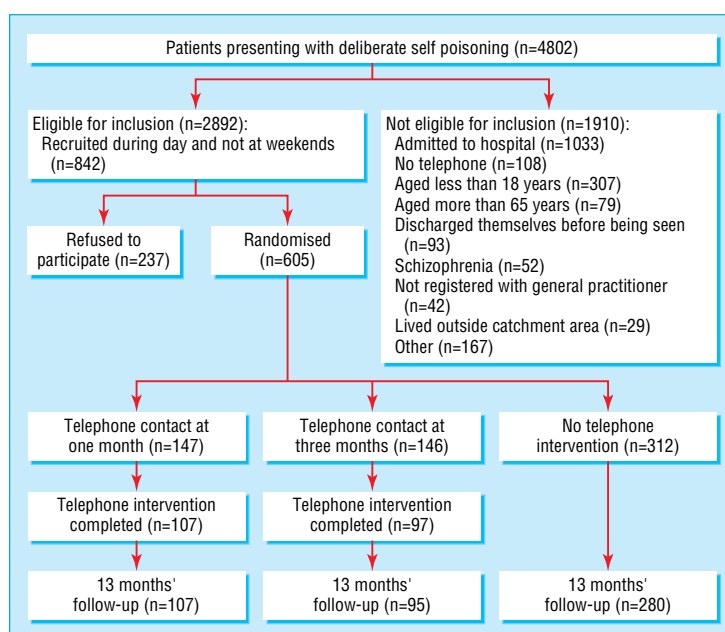 Patients presenting with deliberate self poisoning (n=4802)
Eligible for inclusion (n=2892):
Recruited during day and not at weekends
(n=842)
Not eligible for inclusion (n=1910):
Admitted to hospital (n=1033)
No telephone (n=108)
Aged less than 18 years (n=307)
Aged more than 65 years (n=79)
Discharged themselves before being seen
(n=93)
Schizophrenia (n=52)
Not registered with general practitioner
(n=42)
Lived outside catchment area (n=29)
Other (n=167)
Refused to
participate (n=237)
Randomised
(n=605)
Telephone contact at
one month (n=147)
Telephone contact at
three months (n=146)
No telephone
intervention (n=312)
Telephone intervention
completed (n=107)
Telephone intervention
completed (n=97)
13 months'
follow-up (n=107)
13 months'
follow-up (n=95)
13 months'
follow-up (n=280)